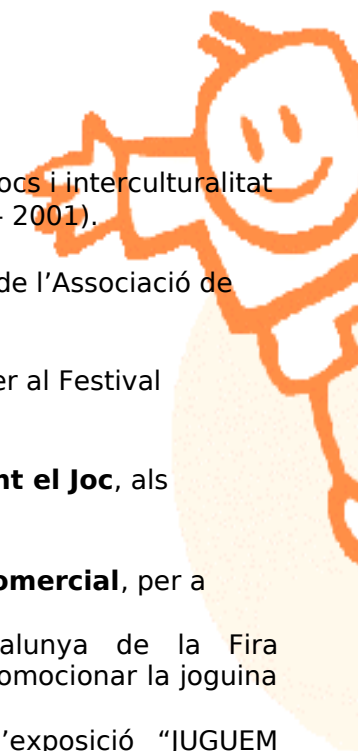 ocs i interculturalitat
- 2001).
de l’Associació de
er al Festival
nt el Joc, als
omercial, per a
alunya de la Fira
omocionar la joguina
’exposició “JUGUEM